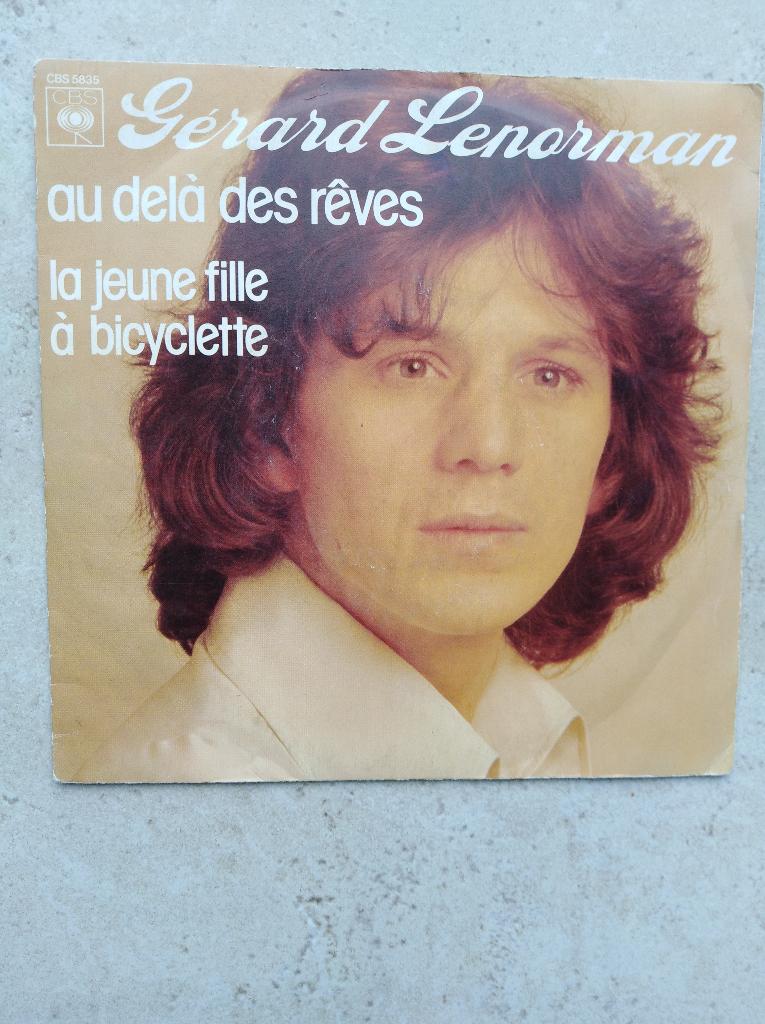 CBS 5835
CBS
Gérard Lenorman
au delà des rêves
la jeune fille
à bicyclette